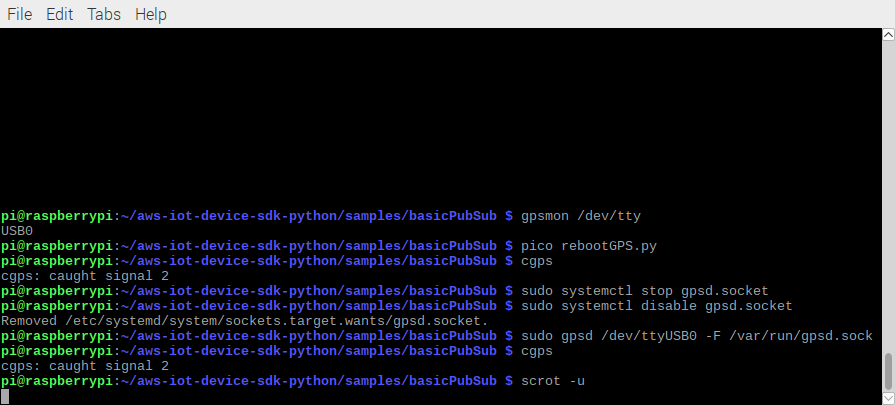 File Edit Tabs Help
pi@raspberrypi:~/aws-iot-device-sdk-python/samples/basicPubSub $ gpsmon /dev/tty
USB0
pi@raspberrypi:~/aws-iot-device-sdk-python/samples/basicPubSub $ pico rebootGPS.py
pi@raspberrypi:~/aws-iot-device-sdk-python/samples/basicPubSub $ cgps
cgps: caught signal 2
pi@raspberrypi:~/aws-iot-device-sdk-python/samples/basicPubSub $ sudo systemctl stop gpsd.socket
pi@raspberrypi:~/aws-iot-device-sdk-python/samples/basicPubSub $ sudo systemctl disable gpsd.socket
Removed /etc/systemd/system/sockets.target.wants/gpsd.socket.
pi@raspberrypi:~/aws-iot-device-sdk-python/samples/basicPubSub $ sudo gpsd /dev/ttyUSB0 -F /var/run/gpsd.sock
pi@raspberrypi:~/aws-iot-device-sdk-python/samples/basicPubSub $ cgps
cgps: caught signal 2
pi@raspberrypi:~/aws-iot-device-sdk-python/samples/basicPubSub $ scrot -u